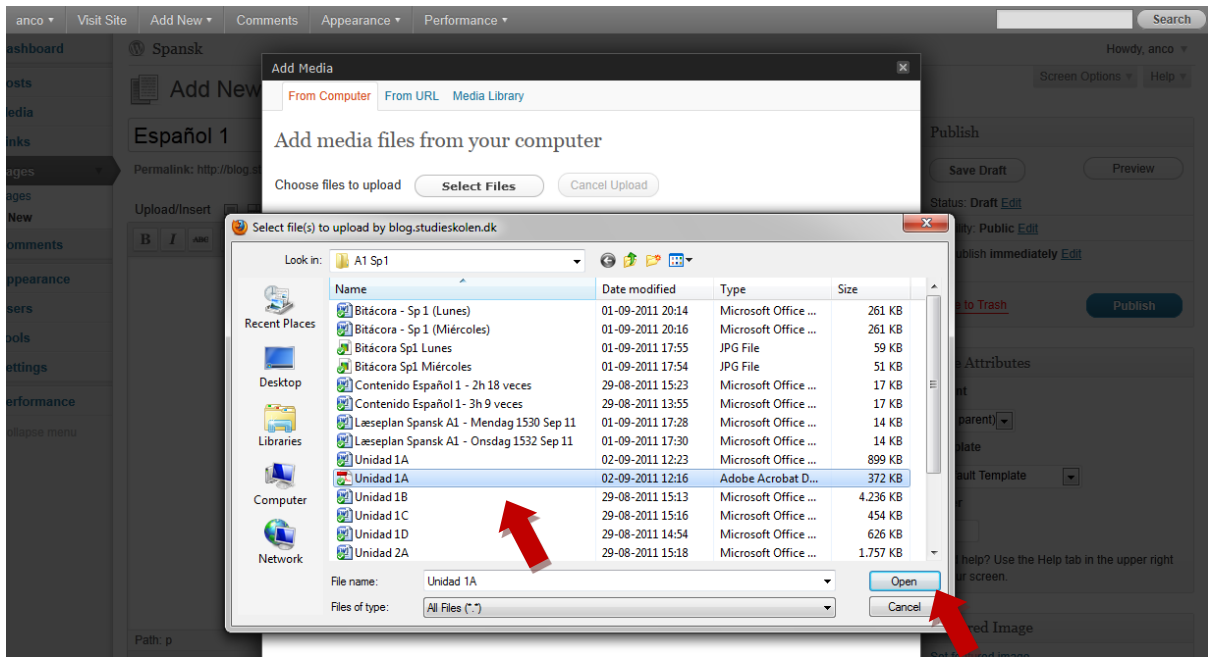 anco Visit Site Add New Comments Appearance Performance Search
ashboard
Spansk
Howdy, anco
Add Media
Screen Options Help
osts
Add New
From Computer From URL Media Library
edia
inks
Español 1
Add media files from your computer
Publish
ages
Permalink: http://blog.st
Choose files to upload Select Files Cancel Upload
Save Draft Preview
ages
New
Upload/Insert
Status: Draft Edit
Select file(s) to upload by blog.studieskolen.dk
lity: Public Edit
omments
B I ABC
Look in: A1 Sp1
ublish immediately Edit
ppearance
Name Date modified Type Size
sers
e to Trash Publish
Recent Places
Bitácora - Sp 1 (Lunes) 01-09-2011 20:14 Microsoft Office ... 261 KB
Bitácora - Sp 1 (Miércoles) 01-09-2011 20:16 Microsoft Office ... 261 KB
ools
Bitácora Sp1 Lunes 01-09-2011 17:55 JPG File 59 KB
ettings
Bitácora Sp1 Miércoles 01-09-2011 17:54 JPG File 51 KB
e Attributes
Desktop
Contenido Español 1 - 2h 18 veces 29-08-2011 15:23 Microsoft Office ... 17 KB
nt
erformance
Contenido Español 1- 3h 9 veces 29-08-2011 13:55 Microsoft Office ... 17 KB
parent)
Læseplan Spansk A1 - Mendag 1530 Sep 11 01-09-2011 17:28 Microsoft Office ... 14 KB
ollapse menu
Libraries
Læseplan Spansk A1 - Onsdag 1532 Sep 11 01-09-2011 17:30 Microsoft Office ... 14 KB
plate
Unidad 1A 02-09-2011 12:23 Microsoft Office ... 899 KB
Unidad 1A 02-09-2011 12:16 Adobe Acrobat D... 372 KB
ault Template
Computer
Unidad 1B 29-08-2011 15:13 Microsoft Office ... 4.236 KB
r
Unidad 1C 29-08-2011 15:16 Microsoft Office ... 454 KB
Unidad 1D 29-08-2011 14:54 Microsoft Office ... 626 KB
Network
Unidad 2A 29-08-2011 15:18 Microsoft Office ... 1.757 KB
help? Use the Help tab in the upper right
ur screen.
File name: Unidad 1A Open
Files of type: All Files (*.*) Cancel
red Image
Path: p
Set featured image